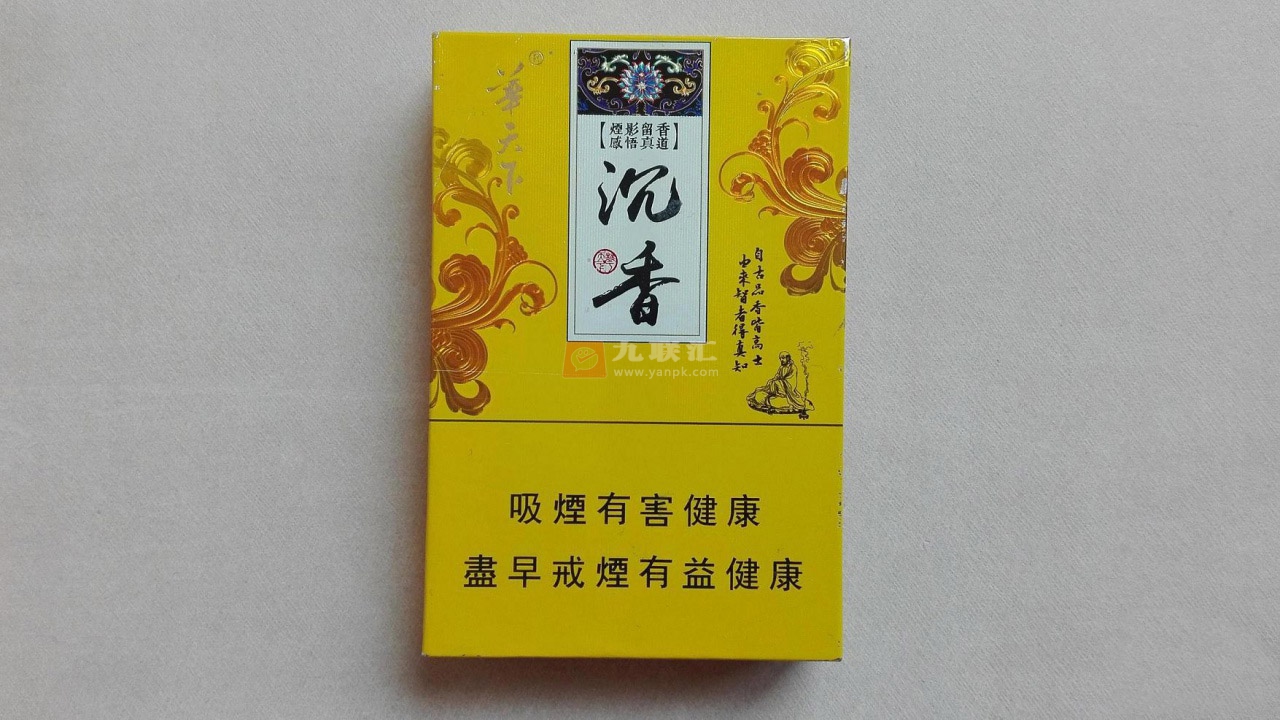 華天下
®
【煙影留香
感悟真道】
沉
香
自古品香皆高士
由来智者得真知
九联汇
www.yanpk.com
吸煙有害健康
盡早戒煙有益健康